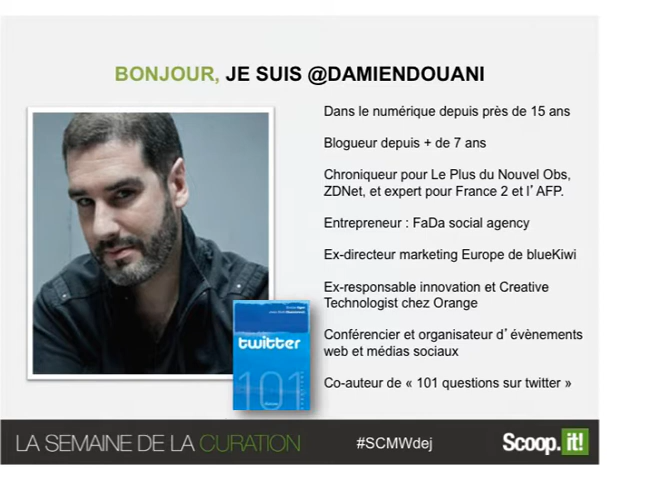 BONJOUR, JE SUIS @DAMIENDOUANI
Dans le numérique depuis près de 15 ans
Blogueur depuis + de 7 ans
Chroniqueur pour Le Plus du Nouvel Obs,
ZDNet, et expert pour France 2 et l’AFP.
Entrepreneur : FaDa social agency
Ex-directeur marketing Europe de blueKiwi
Ex-responsable innovation et Creative
Technologist chez Orange
Conférencier et organisateur d’évènements
web et médias sociaux
Co-auteur de « 101 questions sur twitter »
twitter
101
LA SEMAINE DE LA CURATION
#SCMWdej
Scoop.it!